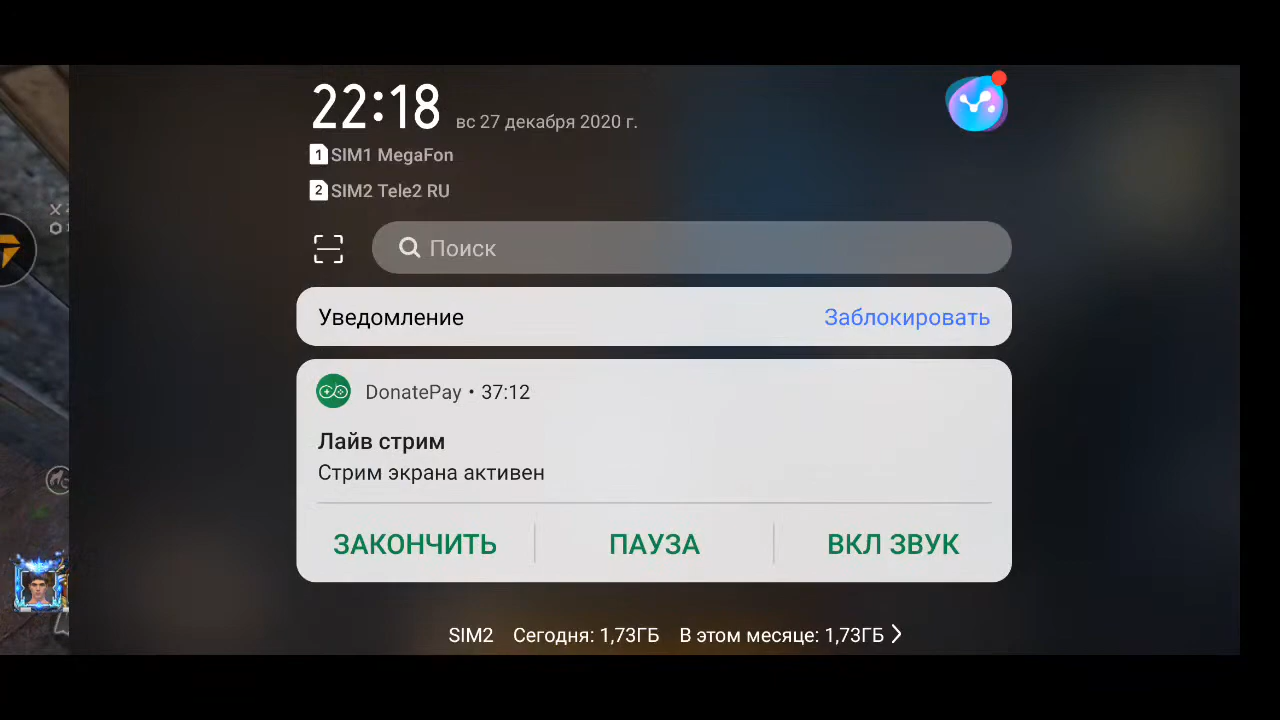 22:18 вс 27 декабря 2020 г.
1 SIM1 MegaFon
2 SIM2 Tele2 RU
Поиск
Уведомление Заблокировать
DonatePay • 37:12
Лайв стрим
Стрим экрана активен
ЗАКОНЧИТЬ ПАУЗА ВКЛ ЗВУК
SIM2 Сегодня: 1,73ГБ В этом месяце: 1,73ГБ